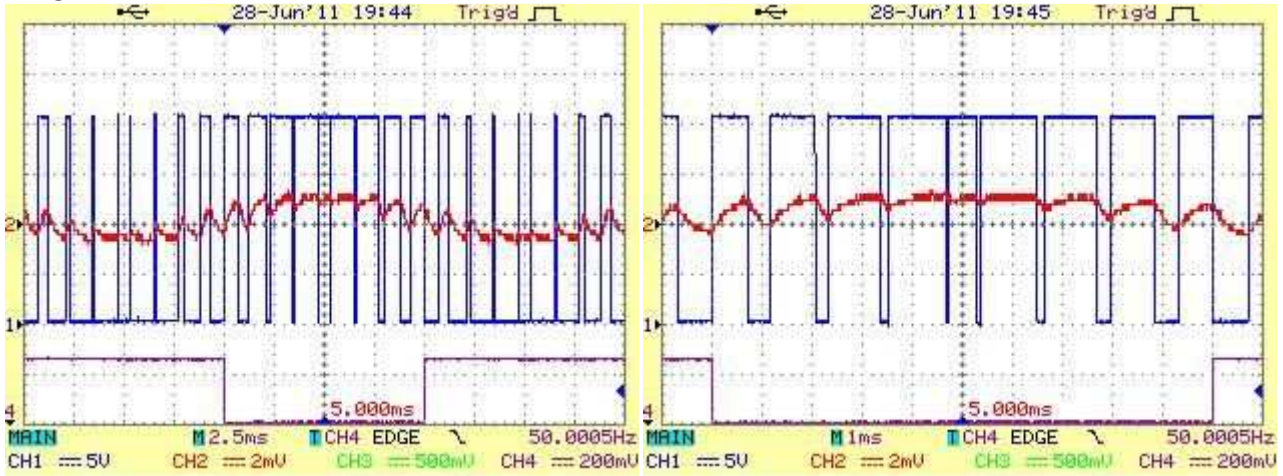 28-Jun'11 19:44 Trig'd
2
1
4
5.000ms
MAIN M 2.5ms T CH4 EDGE 50.0005Hz
CH1 5V CH2 2mV CH3 500mV CH4 200mV
28-Jun'11 19:45 Trig'd
2
1
4
5.000ms
MAIN M 1ms T CH4 EDGE 50.0005Hz
CH1 5V CH2 2mV CH3 500mV CH4 200mV